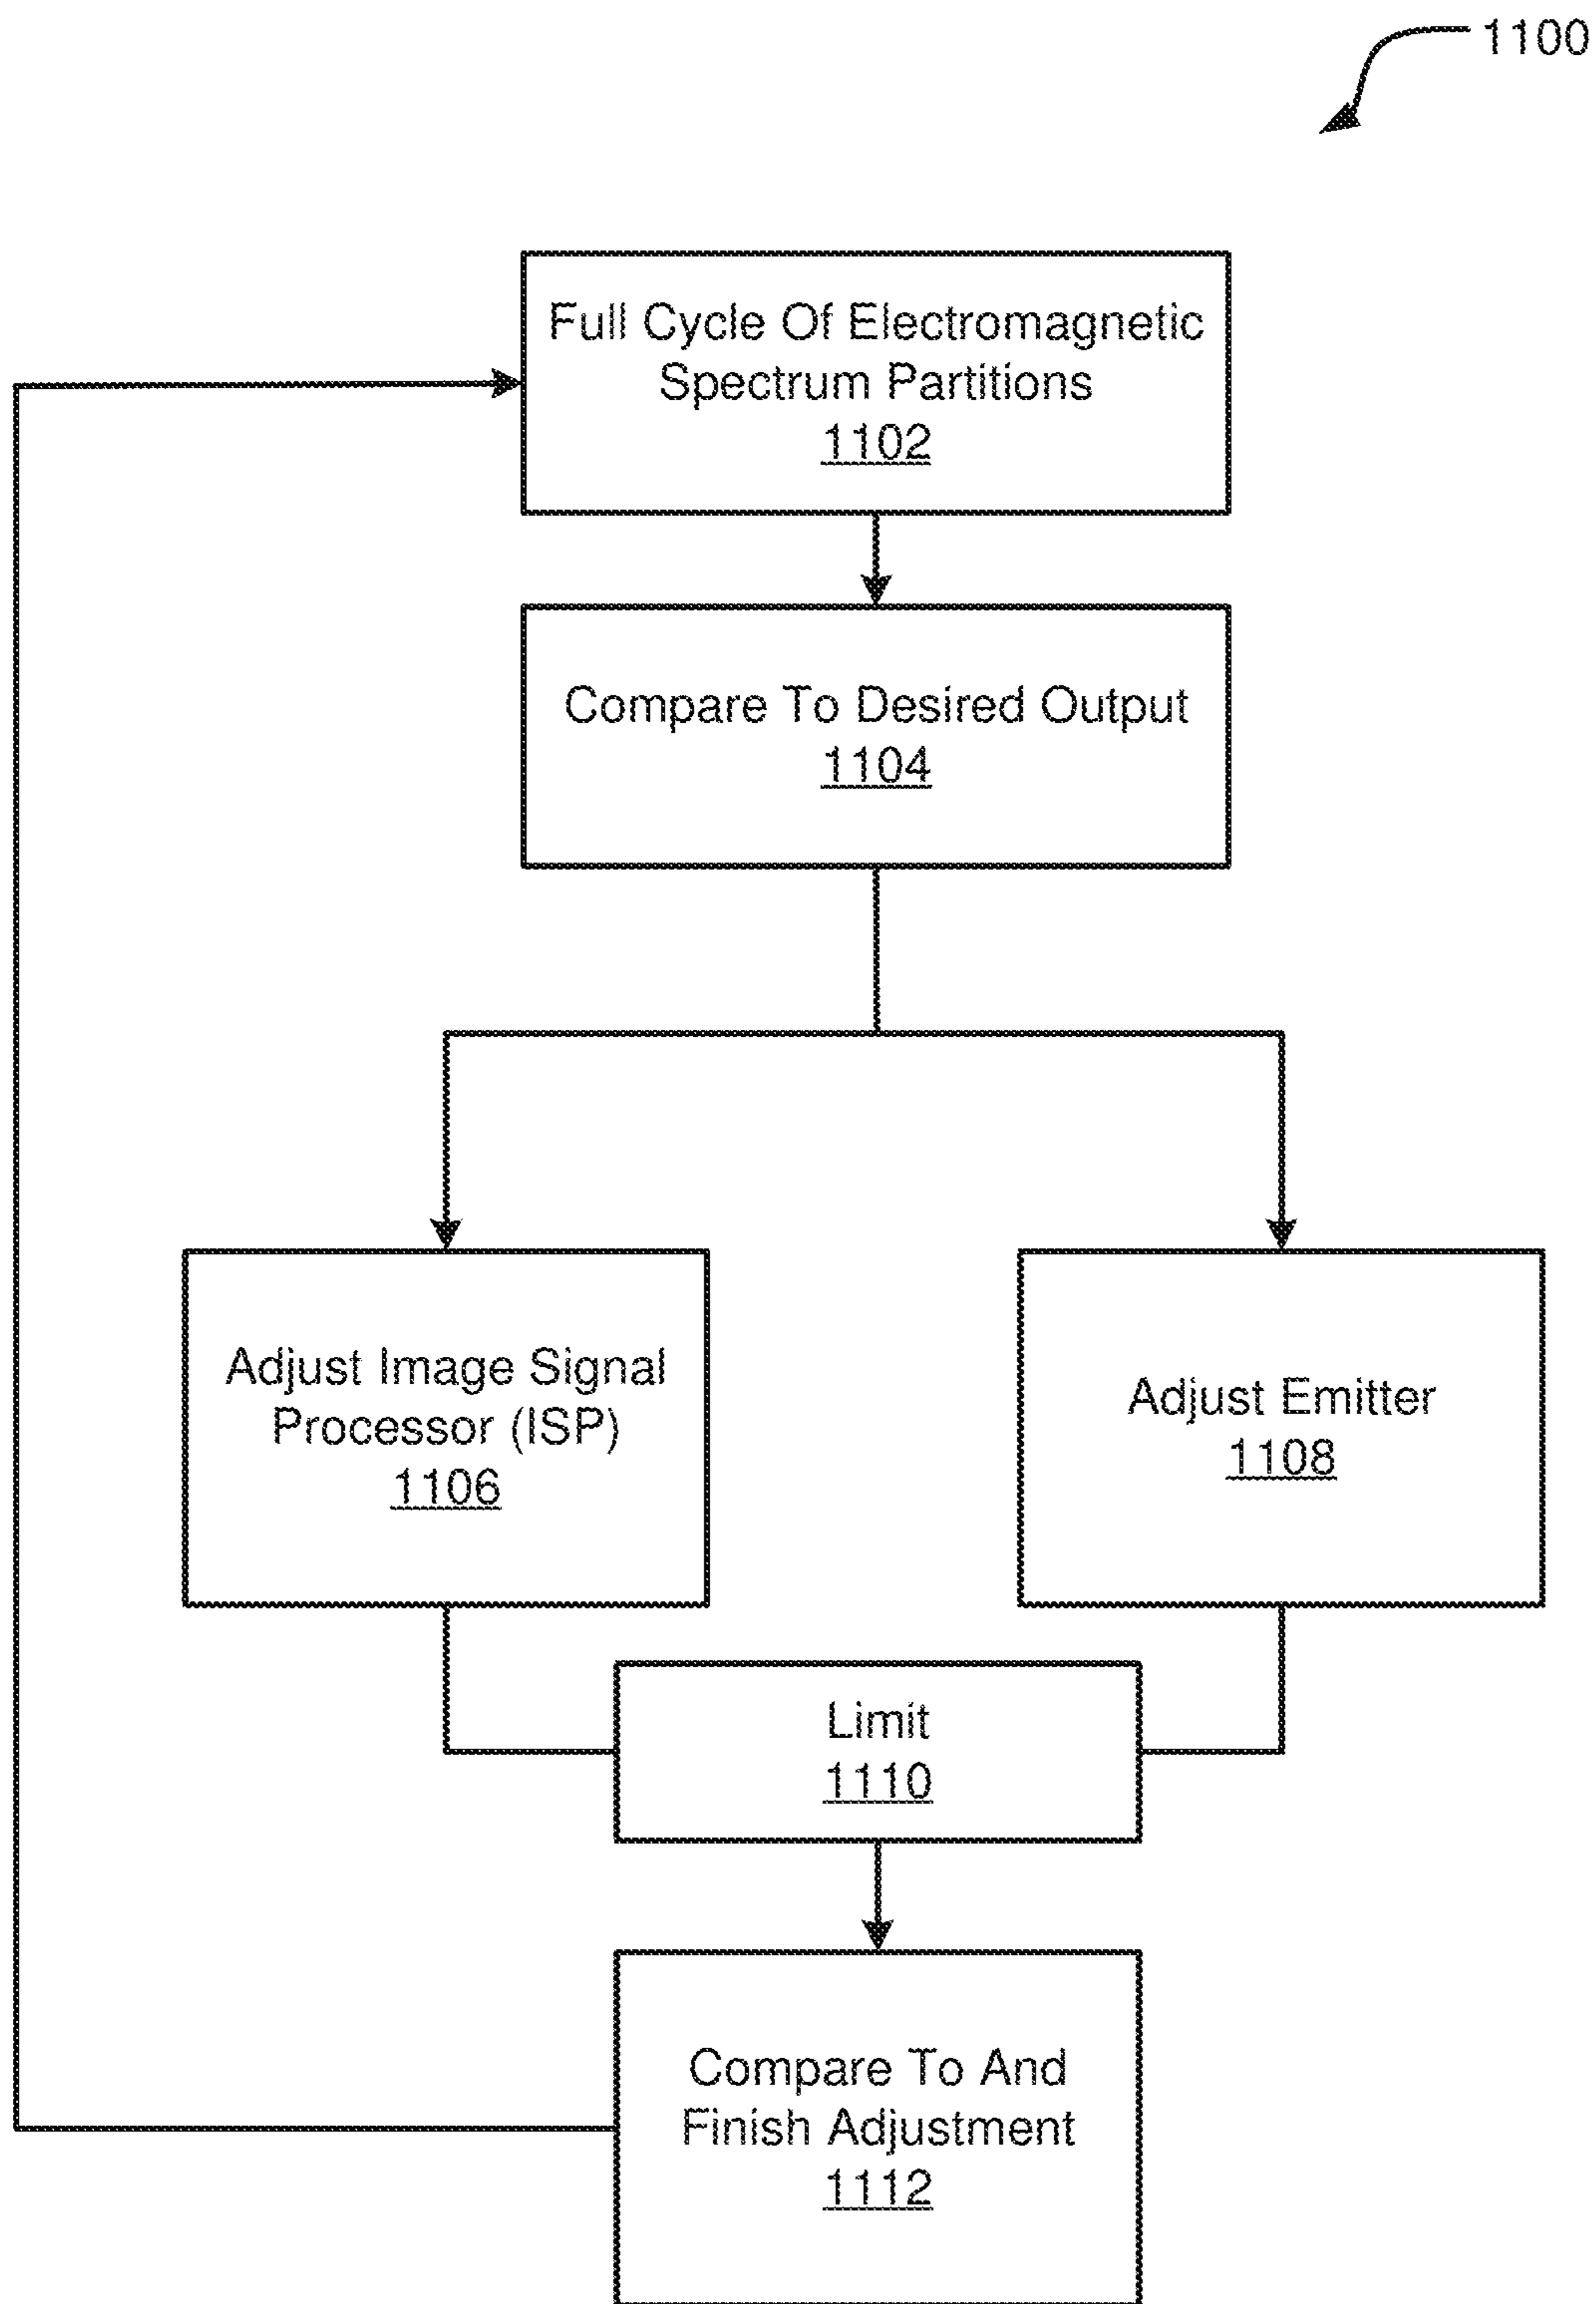 1100
Full Cycle Of Electromagnetic
Spectrum Partitions
1102
Compare To Desired Output
1104
Adjust Image Signal
Processor (ISP)
1106
Adjust Emitter
1108
Limit
1110
Compare To And
Finish Adjustment
1112